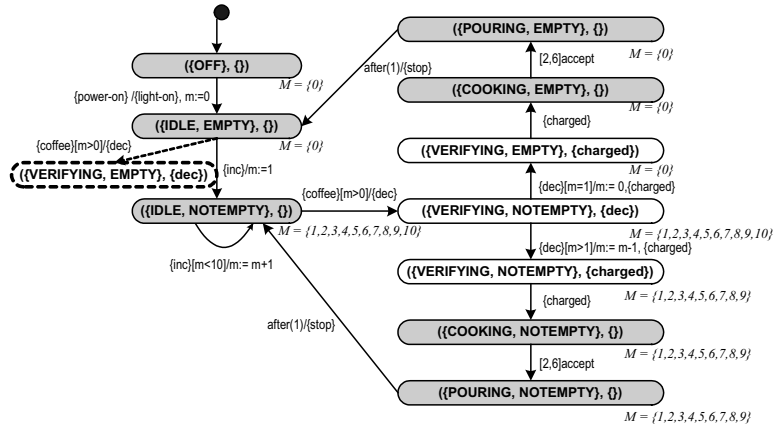 ({OFF}, {})
M = {0}
{power-on} /{light-on}, m:=0
({IDLE, EMPTY}, {})
M = {0}
{coffee}[m>0]/{dec}
({VERIFYING, EMPTY}, {dec})
{inc}/m:=1
({IDLE, NOTEMPTY}, {})
M = {1,2,3,4,5,6,7,8,9,10}
{inc}[m<10]/m:= m+1
{coffee}[m>0]/{dec}
after(1)/{stop}
({POURING, EMPTY}, {})
M = {0}
[2,6]accept
({COOKING, EMPTY}, {})
M = {0}
{charged}
({VERIFYING, EMPTY}, {charged})
M = {0}
{dec}[m=1]/m:= 0,{charged}
({VERIFYING, NOTEMPTY}, {dec})
M = {1,2,3,4,5,6,7,8,9,10}
{dec}[m>1]/m:= m-1, {charged}
({VERIFYING, NOTEMPTY}, {charged})
M = {1,2,3,4,5,6,7,8,9}
{charged}
({COOKING, NOTEMPTY}, {})
M = {1,2,3,4,5,6,7,8,9}
after(1)/{stop}
[2,6]accept
({POURING, NOTEMPTY}, {})
M = {1,2,3,4,5,6,7,8,9}